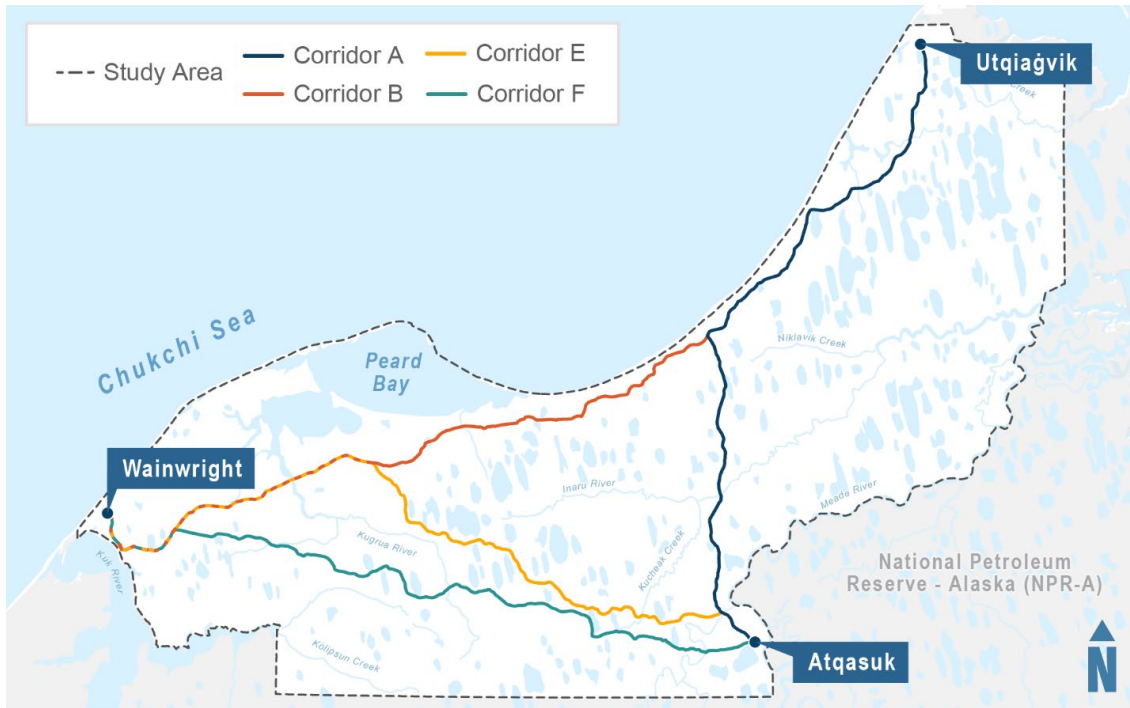 Study Area
Corridor A
Corridor B
Corridor E
Corridor F
Utqiaġvik
Creek
Chukchi Sea
Peard
Bay
Niklavik Creek
Wainwright
Inaru River
Meade River
Kuk River
Kugrua River
Kucheak Creek
National Petroleum
Reserve - Alaska (NPR-A)
Kolipsun Creek
Atqasuk
N